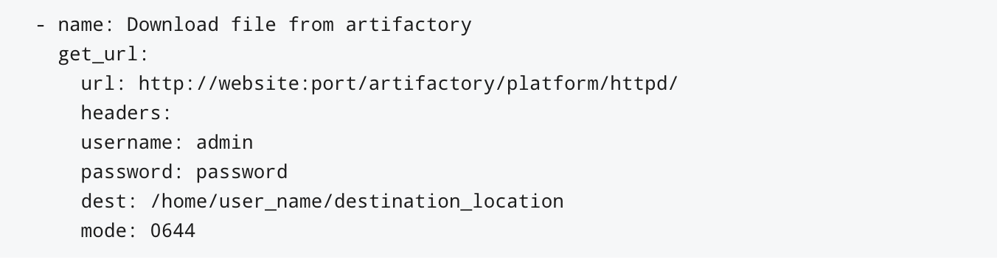 - name: Download file from artifactory
  get_url:
    url: http://website:port/artifactory/platform/httpd/
    headers:
    username: admin
    password: password
    dest: /home/user_name/destination_location
    mode: 0644